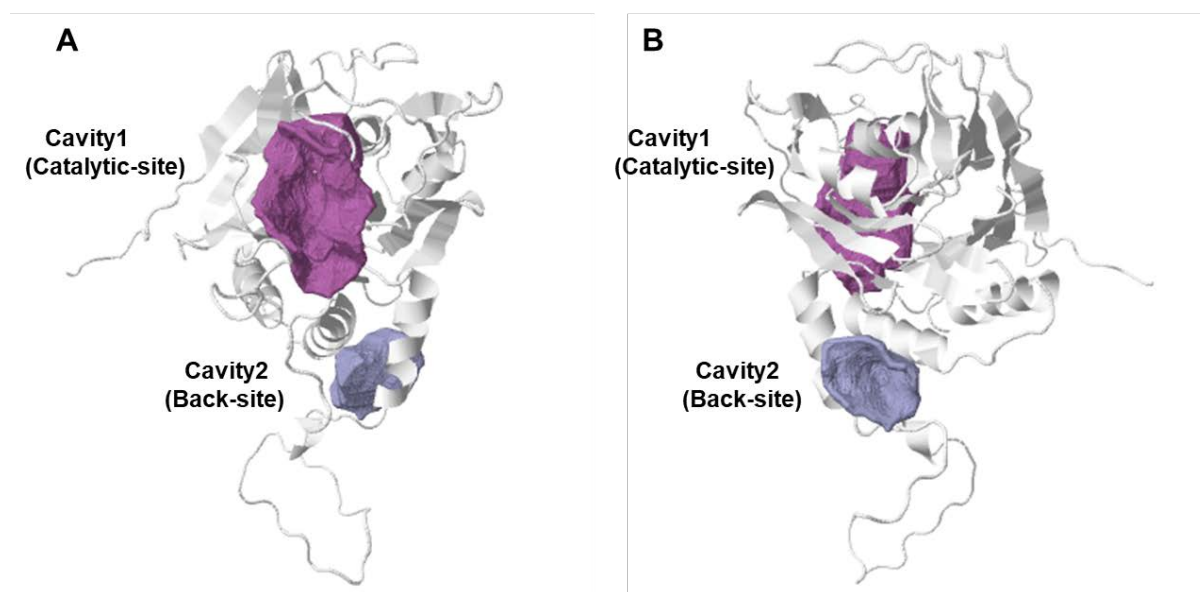 A
Cavity1
(Catalytic-site)
Cavity2
(Back-site)
B
Cavity1
(Catalytic-site)
Cavity2
(Back-site)